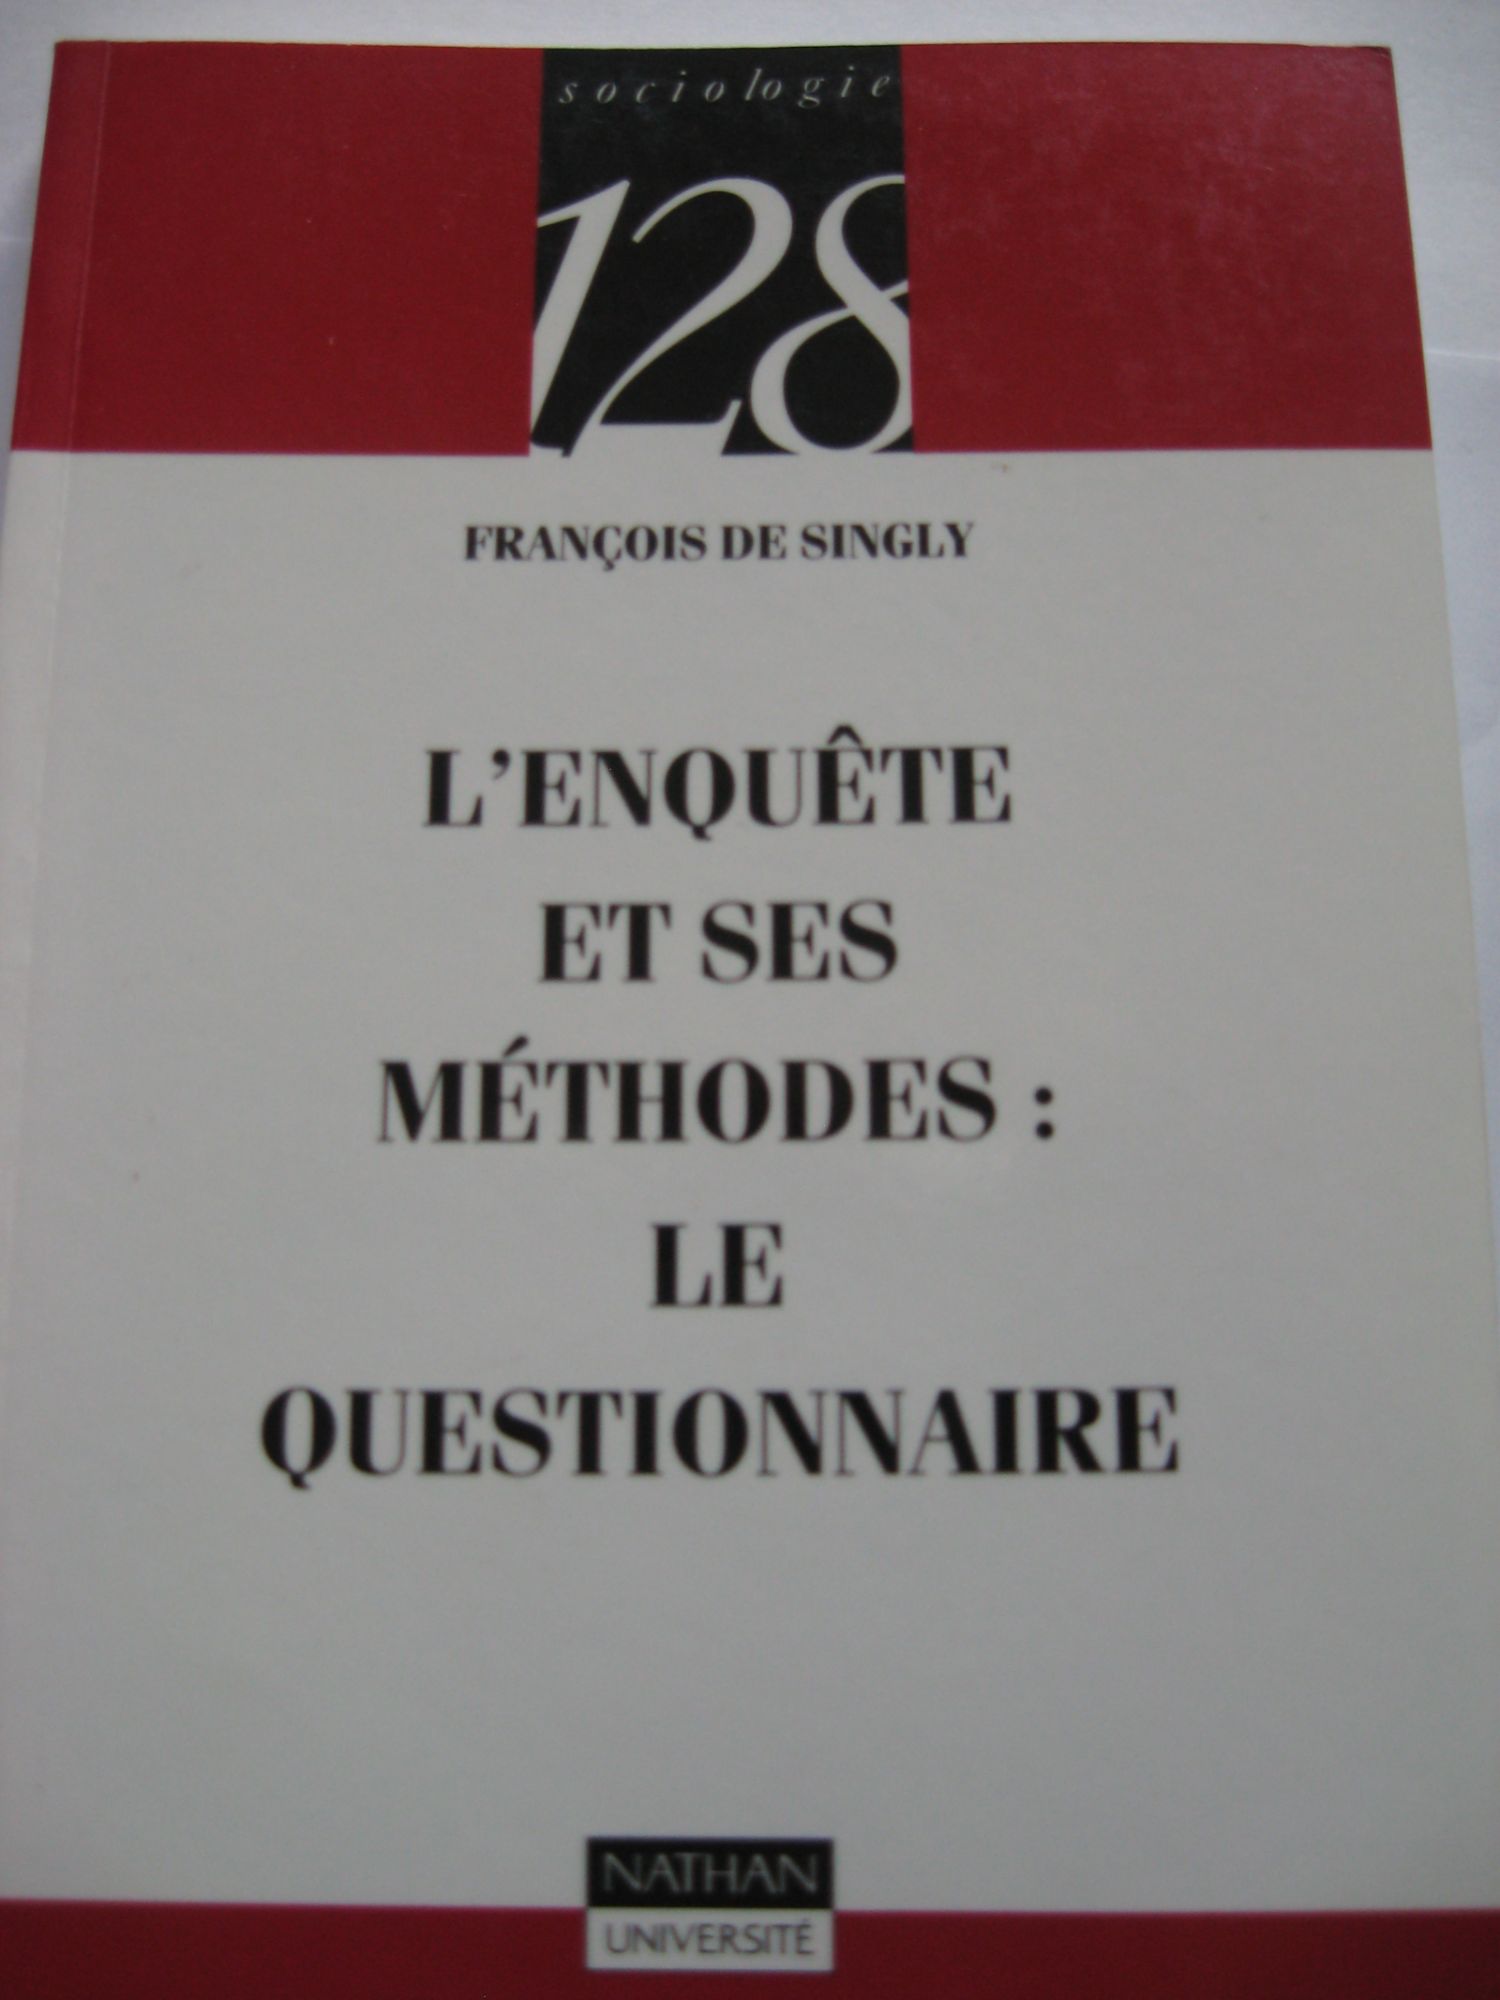 sociologie
128
FRANÇOIS DE SINGLY
L'ENQUÊTE
ET SES
MÉTHODES :
LE
QUESTIONNAIRE
NATHAN
UNIVERSITÉ